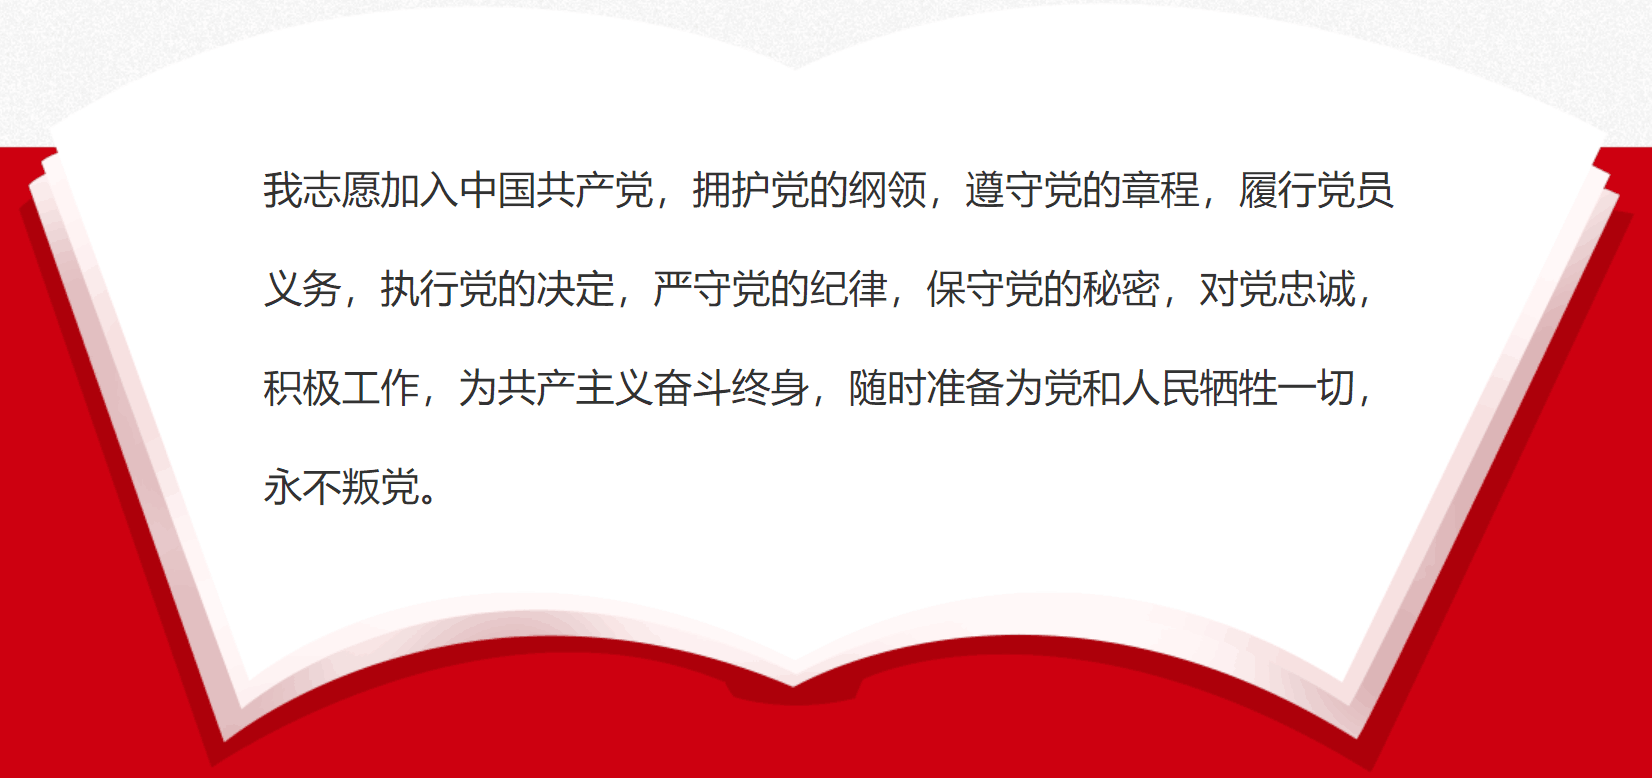 我志愿加入中国共产党，拥护党的纲领，遵守党的章程，履行党员
义务，执行党的决定，严守党的纪律，保守党的秘密，对党忠诚，
积极工作，为共产主义奋斗终身，随时准备为党和人民牺牲一切，
永不叛党。